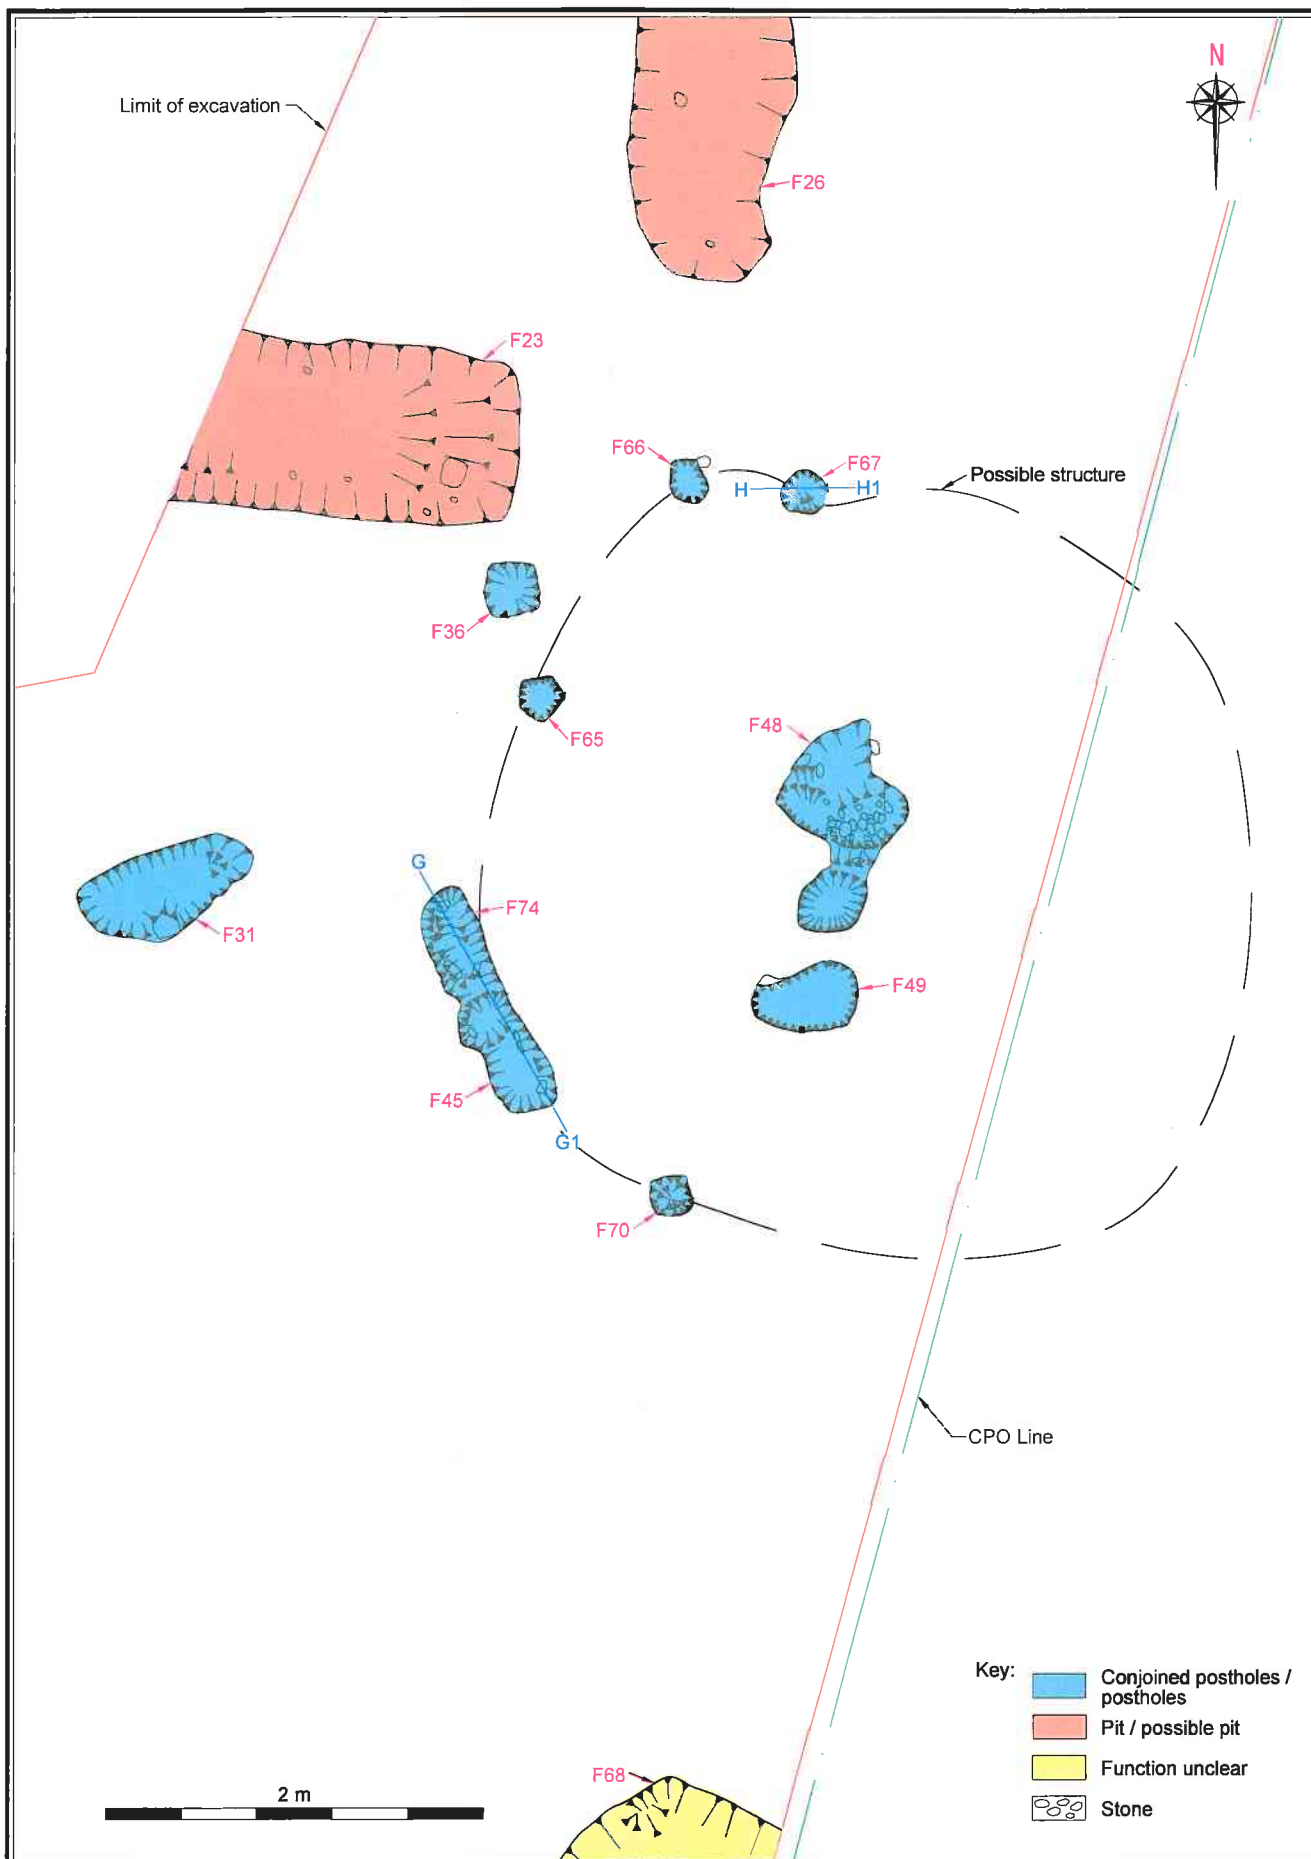 N
Limit of excavation
F26
F23
F66
F67
H
H1
Possible structure
F36
F65
F48
G
F74
F31
F49
F45
G1
F70
CPO Line
Key:
Conjoined postholes /
postholes
Pit / possible pit
Function unclear
Stone
F68
2 m